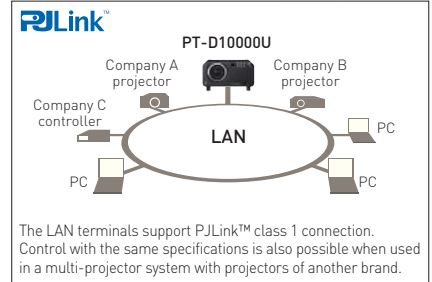 PJLink™
PT-D10000U
Company A
projector
Company B
projector
Company C
controller
LAN
PC
PC
PC
The LAN terminals support PJLink™ class 1 connection.
Control with the same specifications is also possible when used
in a multi-projector system with projectors of another brand.